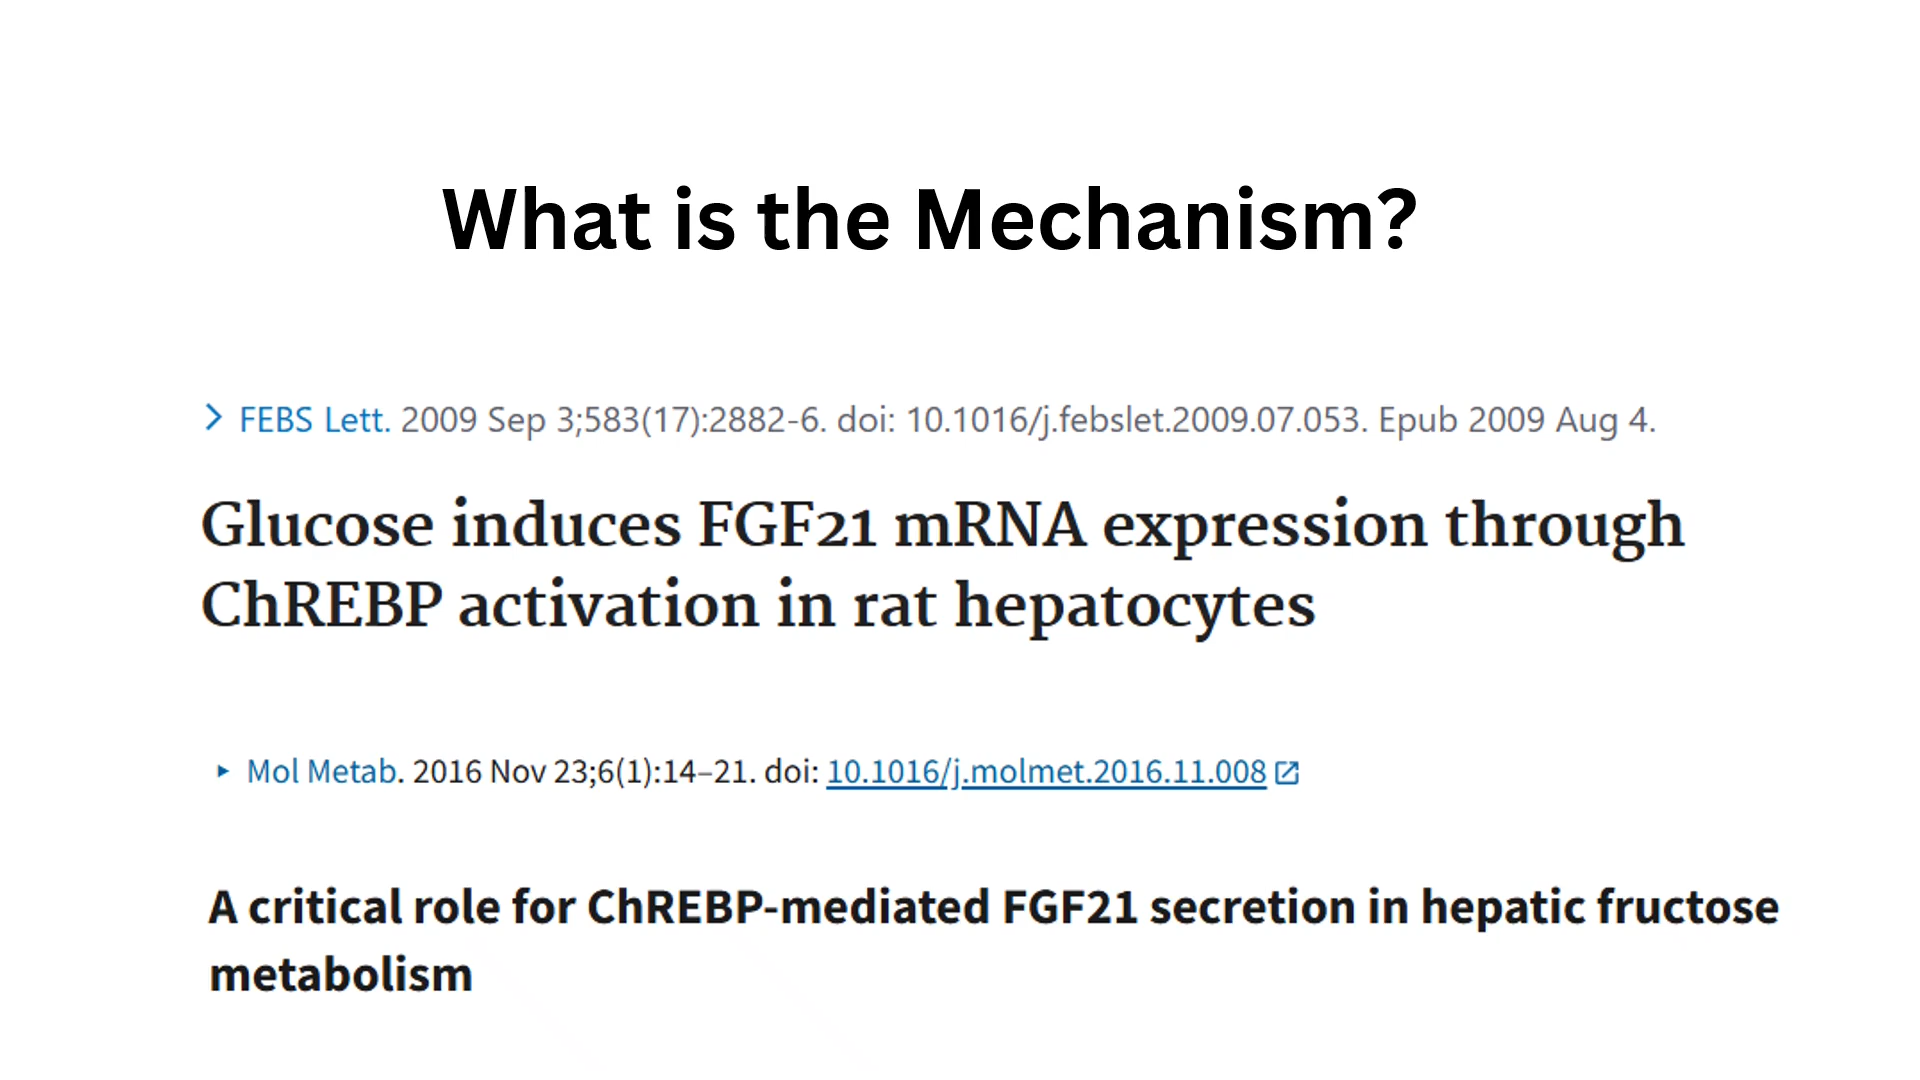 What is the Mechanism?
FEBS Lett. 2009 Sep 3;583(17):2882-6. doi: 10.1016/j.febslet.2009.07.053. Epub 2009 Aug 4.
Glucose induces FGF21 mRNA expression through
ChREBP activation in rat hepatocytes
Mol Metab. 2016 Nov 23;6(1):14–21. doi: 10.1016/j.molmet.2016.11.008
A critical role for ChREBP-mediated FGF21 secretion in hepatic fructose
metabolism